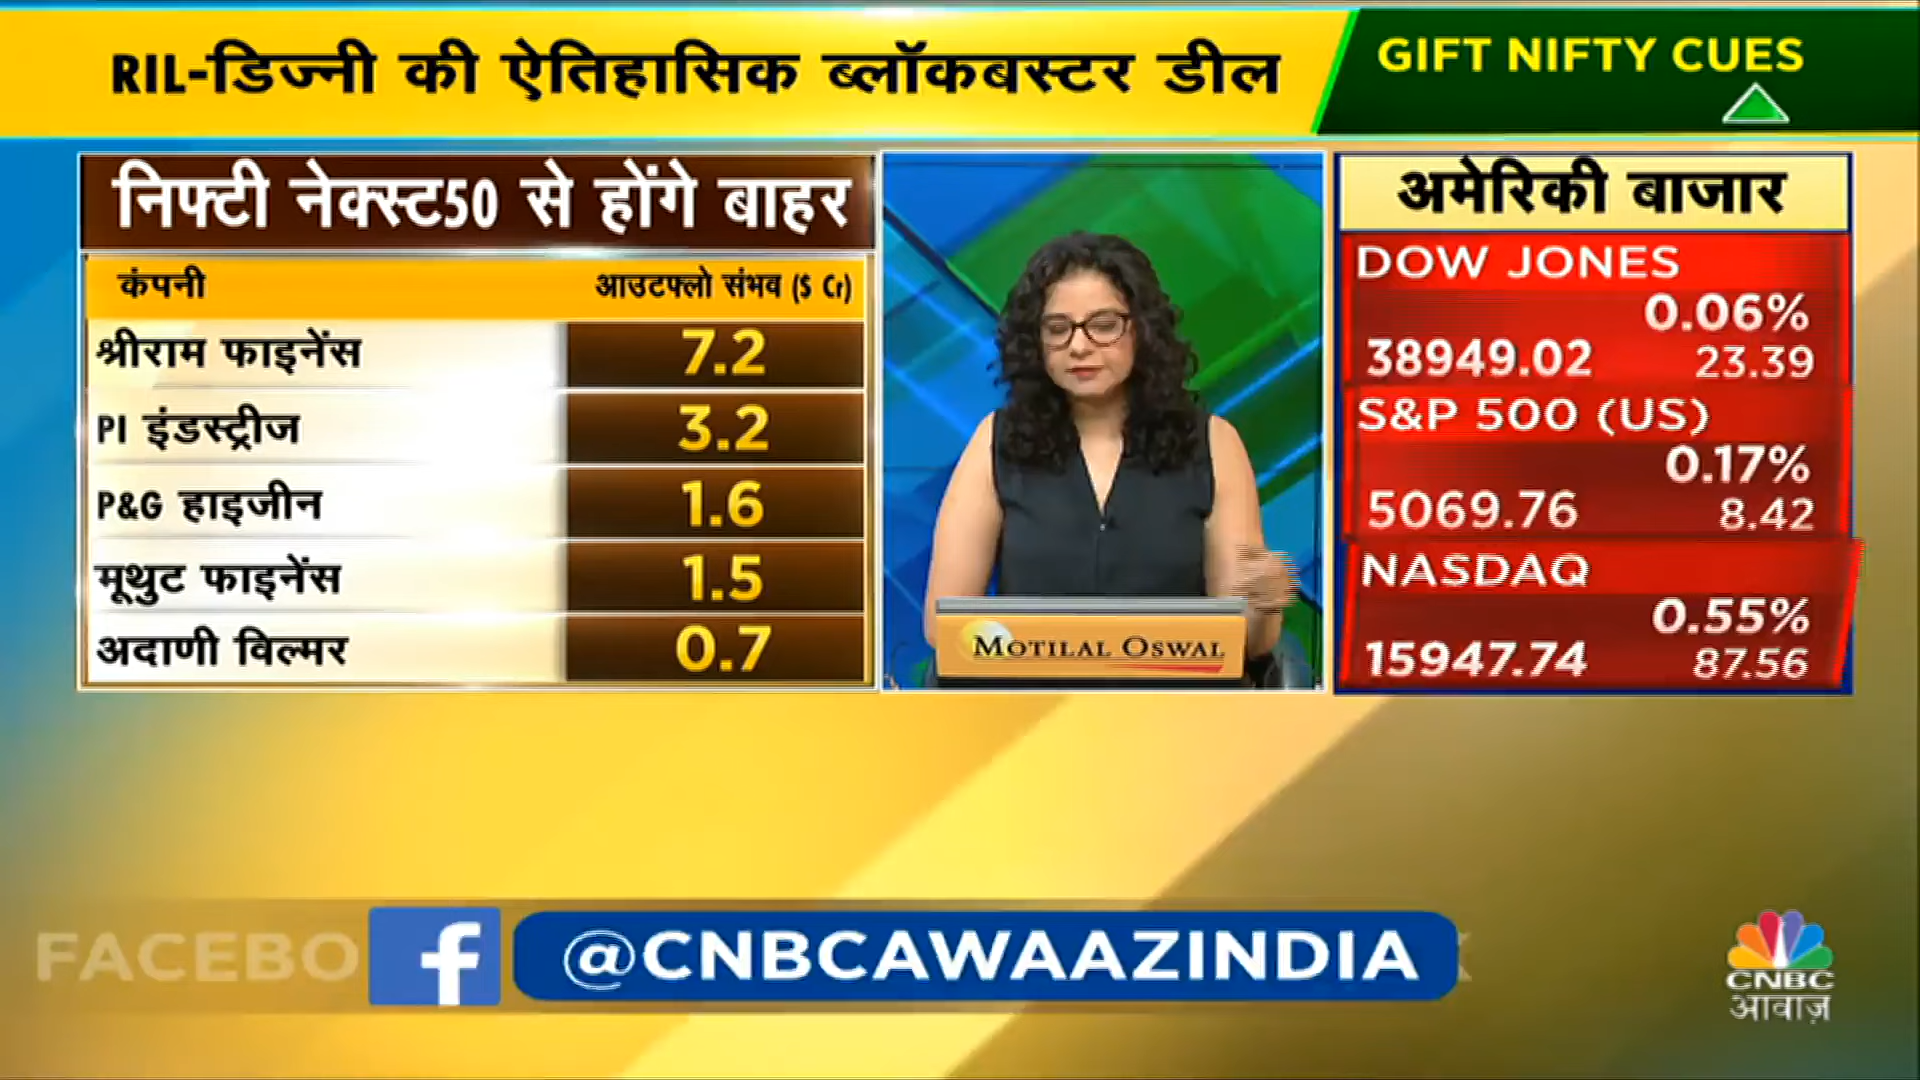 RIL-डिज्नी की ऐतिहासिक ब्लॉकबस्टर डील
GIFT NIFTY CUES
निफ्टी नेक्स्ट50 से होंगे बाहर
कंपनी आउटफ्लो संभव ($ Cr)
श्रीराम फाइनेंस 7.2
PI इंडस्ट्रीज 3.2
P&G हाइजीन 1.6
मूथुट फाइनेंस 1.5
अदाणी विल्मर 0.7
MOTILAL OSWAL
अमेरिकी बाजार
DOW JONES
0.06%
38949.02 23.39
S&P 500 (US)
0.17%
5069.76 8.42
NASDAQ
0.55%
15947.74 87.56
FACEBO
f @CNBCAWAAZINDIA
CNBC
आवाज़